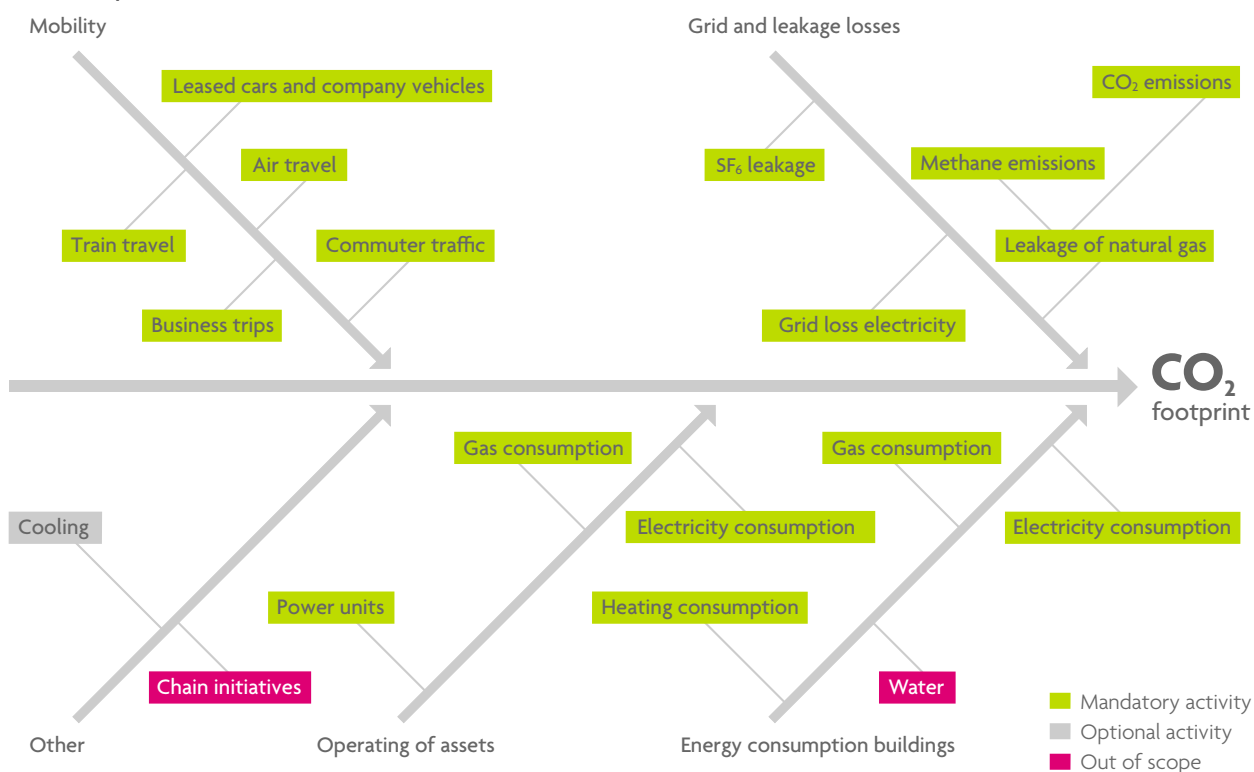 Mobility
Grid and leakage losses
Leased cars and company vehicles
CO₂ emissions
Air travel
SF₆ leakage
Methane emissions
Train travel
Commuter traffic
Leakage of natural gas
Business trips
Grid loss electricity
CO₂
footprint
Gas consumption
Gas consumption
Cooling
Electricity consumption
Electricity consumption
Power units
Heating consumption
Chain initiatives
Water
Mandatory activity
Optional activity
Out of scope
Other
Operating of assets
Energy consumption buildings